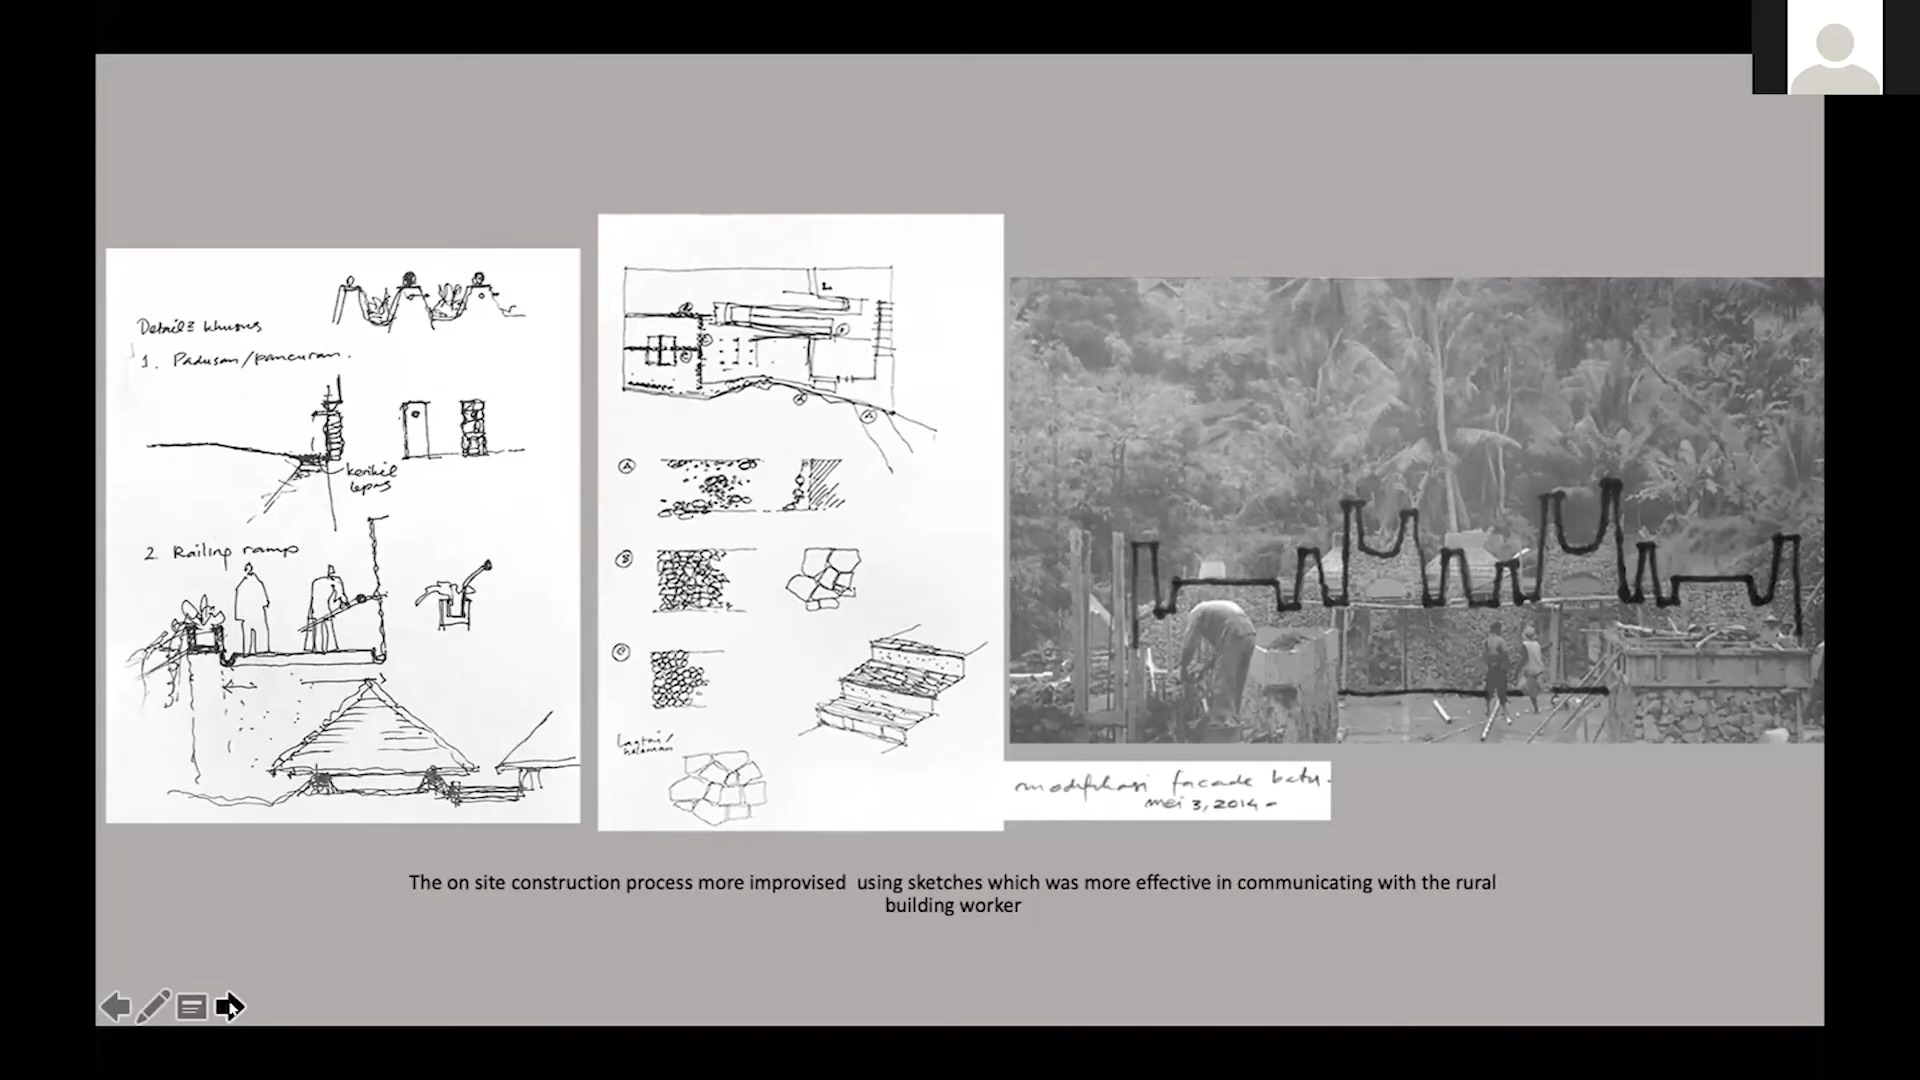 Detail2 khusus
1. Padusan/pancuran.
kerikil
lepas
2. Railing ramp
A
B
C
Lantai/
halaman
modifikasi facade batu.
mei 3, 2014 -
The on site construction process more improvised using sketches which was more effective in communicating with the rural
building worker